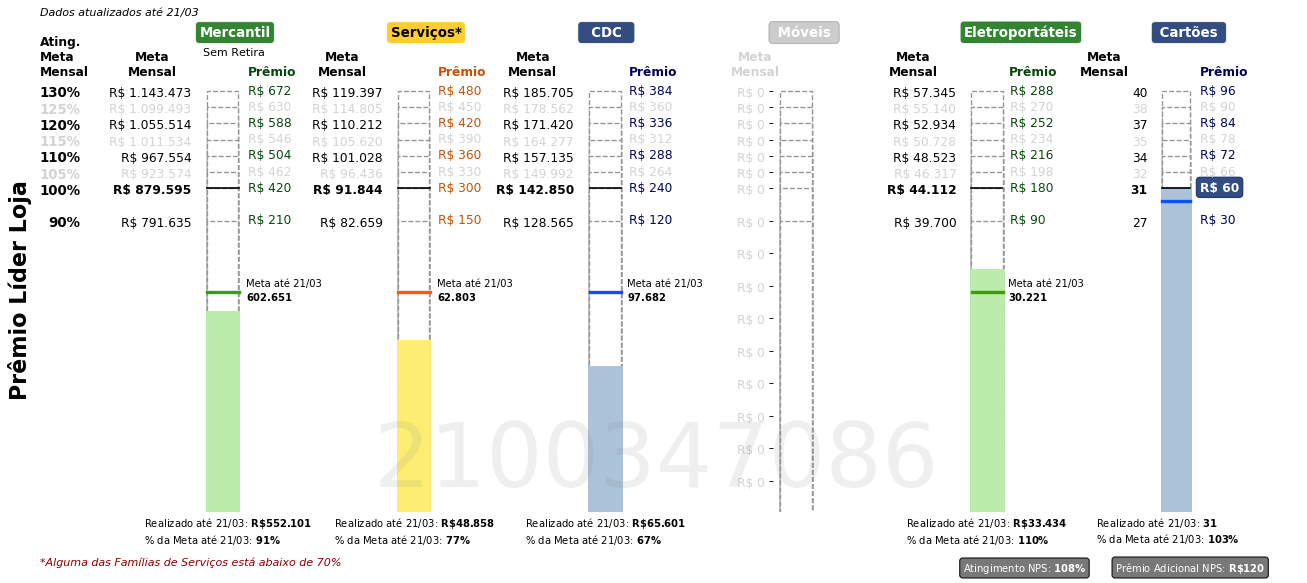 Dados atualizados até 21/03
Mercantil Serviços* CDC Móveis Eletroportáteis Cartões
Sem Retira
Ating. Meta Mensal
Meta Mensal Prêmio Meta Mensal Prêmio Meta Mensal Prêmio Meta Mensal Meta Mensal Prêmio Meta Mensal Prêmio
130% R$ 1.143.473 R$ 672 R$ 119.397 R$ 480 R$ 185.705 R$ 384 R$ 0 R$ 57.345 R$ 288 40 R$ 96
125% R$ 1.099.493 R$ 630 R$ 114.805 R$ 450 R$ 178.562 R$ 360 R$ 0 R$ 55.140 R$ 270 38 R$ 90
120% R$ 1.055.514 R$ 588 R$ 110.212 R$ 420 R$ 171.420 R$ 336 R$ 0 R$ 52.934 R$ 252 37 R$ 84
115% R$ 1.011.534 R$ 546 R$ 105.620 R$ 390 R$ 164.277 R$ 312 R$ 0 R$ 50.728 R$ 234 35 R$ 78
110% R$ 967.554 R$ 504 R$ 101.028 R$ 360 R$ 157.135 R$ 288 R$ 0 R$ 48.523 R$ 216 34 R$ 72
105% R$ 923.574 R$ 462 R$ 96.436 R$ 330 R$ 149.992 R$ 264 R$ 0 R$ 46.317 R$ 198 32 R$ 66
100% R$ 879.595 R$ 420 R$ 91.844 R$ 300 R$ 142.850 R$ 240 R$ 0 R$ 44.112 R$ 180 31 R$ 60
90% R$ 791.635 R$ 210 R$ 82.659 R$ 150 R$ 128.565 R$ 120 R$ 0 R$ 39.700 R$ 90 27 R$ 30
R$ 0
R$ 0
R$ 0
R$ 0
R$ 0
R$ 0
R$ 0
R$ 0
R$ 0
Meta até 21/03 Meta até 21/03 Meta até 21/03 Meta até 21/03
602.651 62.803 97.682 30.221
Prêmio Líder Loja
2100347086
Realizado até 21/03: R$552.101 Realizado até 21/03: R$48.858 Realizado até 21/03: R$65.601 Realizado até 21/03: R$33.434 Realizado até 21/03: 31
% da Meta até 21/03: 91% % da Meta até 21/03: 77% % da Meta até 21/03: 67% % da Meta até 21/03: 110% % da Meta até 21/03: 103%
*Alguma das Famílias de Serviços está abaixo de 70%
Atingimento NPS: 108% Prêmio Adicional NPS: R$120